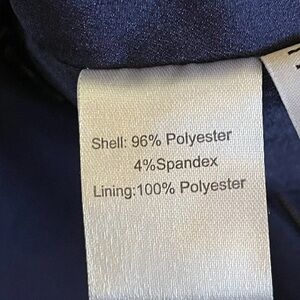 Shell: 96% Polyester
4%Spandex
Lining:100% Polyester